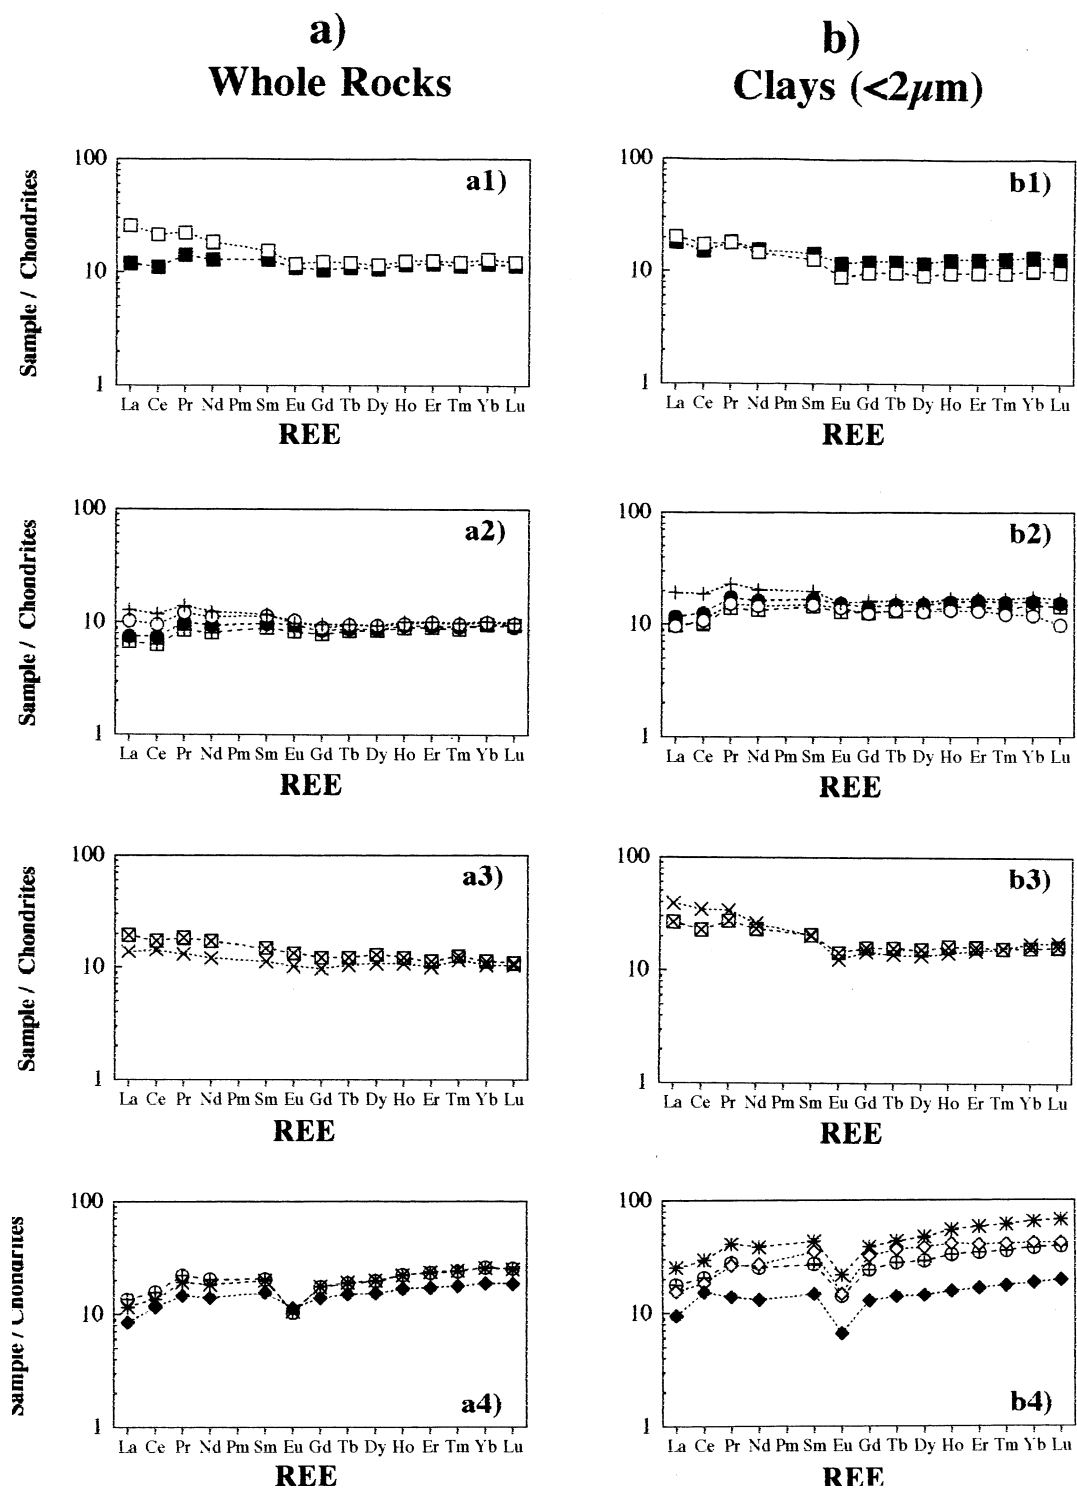 a)
Whole Rocks
b)
Clays (<2µm)
Sample / Chondrites
100
10
1
a1)
La Ce Pr Nd Pm Sm Eu Gd Tb Dy Ho Er Tm Yb Lu
REE
100
10
1
b1)
La Ce Pr Nd Pm Sm Eu Gd Tb Dy Ho Er Tm Yb Lu
REE
Sample / Chondrites
100
10
1
a2)
La Ce Pr Nd Pm Sm Eu Gd Tb Dy Ho Er Tm Yb Lu
REE
100
10
1
b2)
La Ce Pr Nd Pm Sm Eu Gd Tb Dy Ho Er Tm Yb Lu
REE
Sample / Chondrites
100
10
1
a3)
La Ce Pr Nd Pm Sm Eu Gd Tb Dy Ho Er Tm Yb Lu
REE
100
10
1
b3)
La Ce Pr Nd Pm Sm Eu Gd Tb Dy Ho Er Tm Yb Lu
REE
Sample / Chondrites
100
10
1
a4)
La Ce Pr Nd Pm Sm Eu Gd Tb Dy Ho Er Tm Yb Lu
REE
100
10
1
b4)
La Ce Pr Nd Pm Sm Eu Gd Tb Dy Ho Er Tm Yb Lu
REE